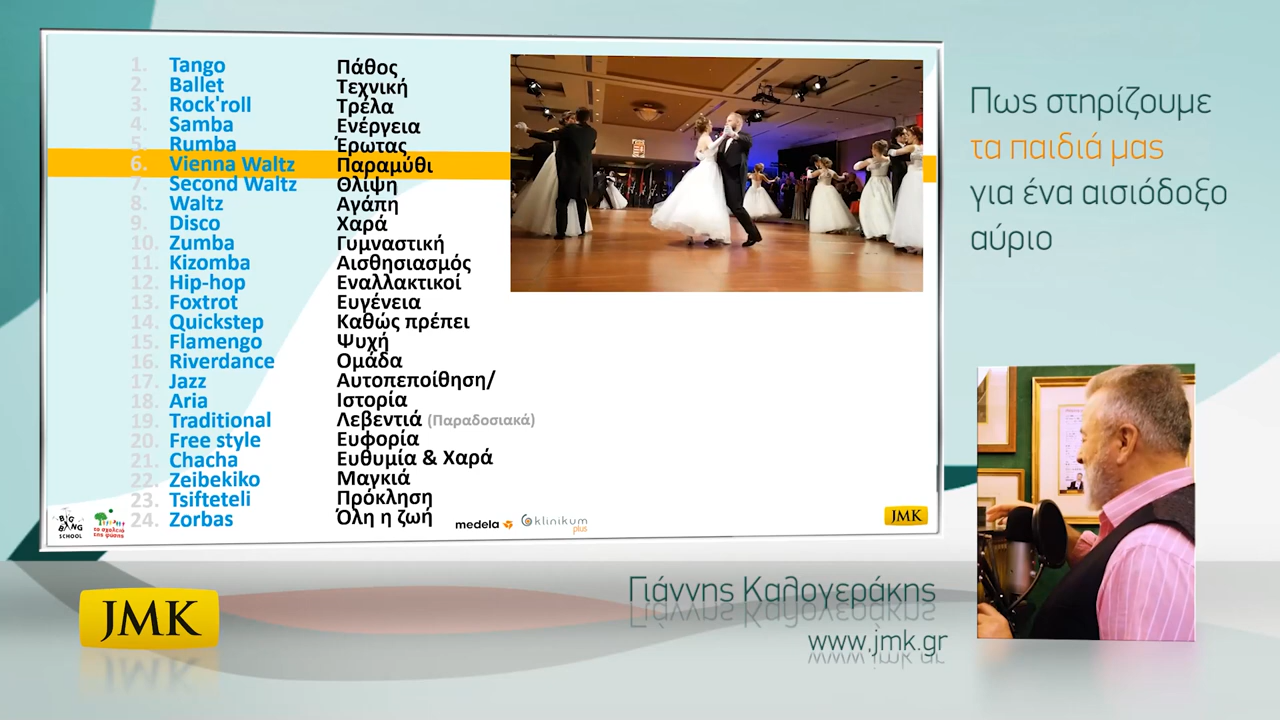 1. Tango Πάθος
2. Ballet Τεχνική
3. Rock'roll Τρέλα
4. Samba Ενέργεια
5. Rumba Έρωτας
6. Vienna Waltz Παραμύθι
7. Second Waltz Θλίψη
8. Waltz Αγάπη
9. Disco Χαρά
10. Zumba Γυμναστική
11. Kizomba Αισθησιασμός
12. Hip-hop Εναλλακτικοί
13. Foxtrot Ευγένεια
14. Quickstep Καθώς πρέπει
15. Flamengo Ψυχή
16. Riverdance Ομάδα
17. Jazz Αυτοπεποίθηση/
18. Aria Ιστορία
19. Traditional Λεβεντιά (Παραδοσιακά)
20. Free style Ευφορία
21. Chacha Ευθυμία & Χαρά
22. Zeibekiko Μαγκιά
23. Tsifteteli Πρόκληση
24. Zorbas Όλη η ζωή
BIG BANG SCHOOL
τα σχολεία της φύσης
medela
klinikum plus
JMK
Πως στηρίζουμε
τα παιδιά μας
για ένα αισιόδοξο
αύριο
JMK
Γιάννης Καλογεράκης
www.jmk.gr